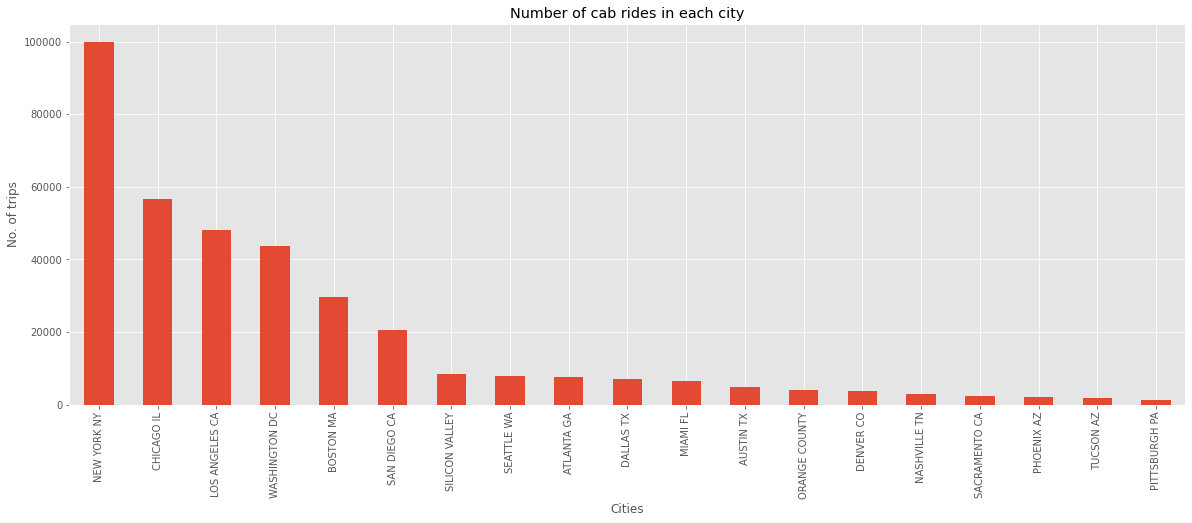 Number of cab rides in each city
No. of trips
100000
80000
60000
40000
20000
0
NEW YORK NY
CHICAGO IL
LOS ANGELES CA
WASHINGTON DC
BOSTON MA
SAN DIEGO CA
SILICON VALLEY
SEATTLE WA
ATLANTA GA
DALLAS TX
MIAMI FL
AUSTIN TX
ORANGE COUNTY
DENVER CO
NASHVILLE TN
SACRAMENTO CA
PHOENIX AZ
TUCSON AZ
PITTSBURGH PA
Cities